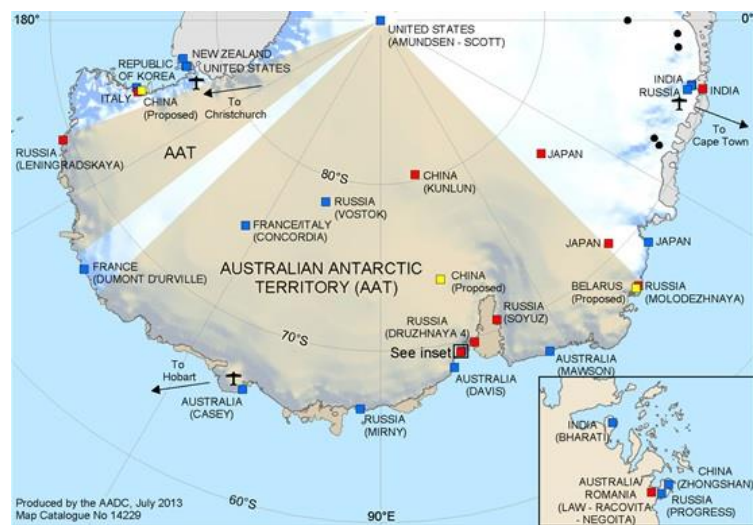 180°
UNITED STATES
(AMUNDSEN - SCOTT)
0°
REPUBLIC
OF KOREA
NEW ZEALAND
UNITED STATES
ITALY
CHINA
(Proposed)
To
Christchurch
INDIA
RUSSIA
INDIA
To
Cape Town
RUSSIA
(LENINGRADSKAYA)
AAT
80°S
CHINA
(KUNLUN)
JAPAN
RUSSIA
(VOSTOK)
FRANCE/ITALY
(CONCORDIA)
JAPAN
JAPAN
FRANCE
(DUMONT D'URVILLE)
AUSTRALIAN ANTARCTIC
TERRITORY (AAT)
CHINA
(Proposed)
BELARUS
(Proposed)
RUSSIA
(MOLODEZHNAYA)
70°S
RUSSIA
(DRUZHNAYA 4)
RUSSIA
(SOYUZ)
See inset
To
Hobart
AUSTRALIA
(CASEY)
RUSSIA
(MIRNY)
AUSTRALIA
(DAVIS)
AUSTRALIA
(MAWSON)
INDIA
(BHARATI)
CHINA
(ZHONGSHAN)
AUSTRALIA/
ROMANIA
(LAW - RACOVITA
- NEGOITA)
RUSSIA
(PROGRESS)
Produced by the AADC, July 2013
Map Catalogue No 14229
60°S
90°E